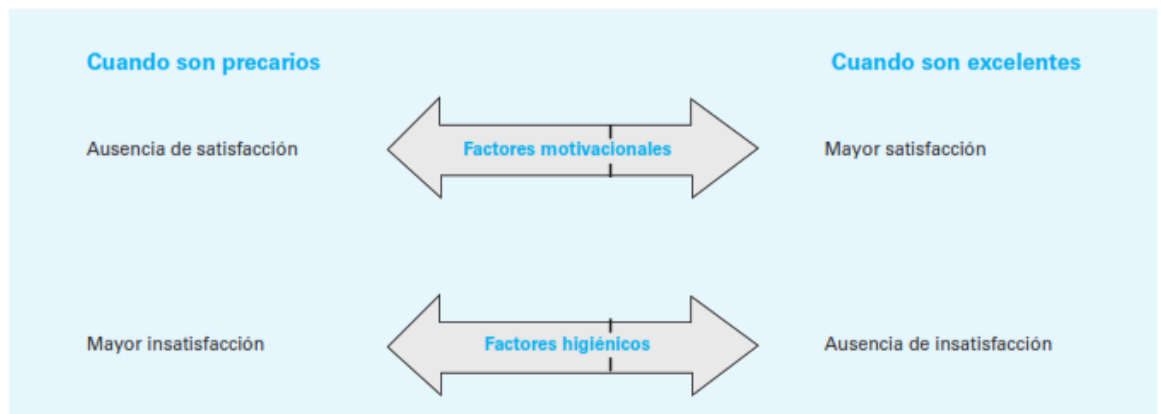 Cuando son precarios
Cuando son excelentes
Ausencia de satisfacción
Factores motivacionales
Mayor satisfacción
Mayor insatisfacción
Factores higiénicos
Ausencia de insatisfacción